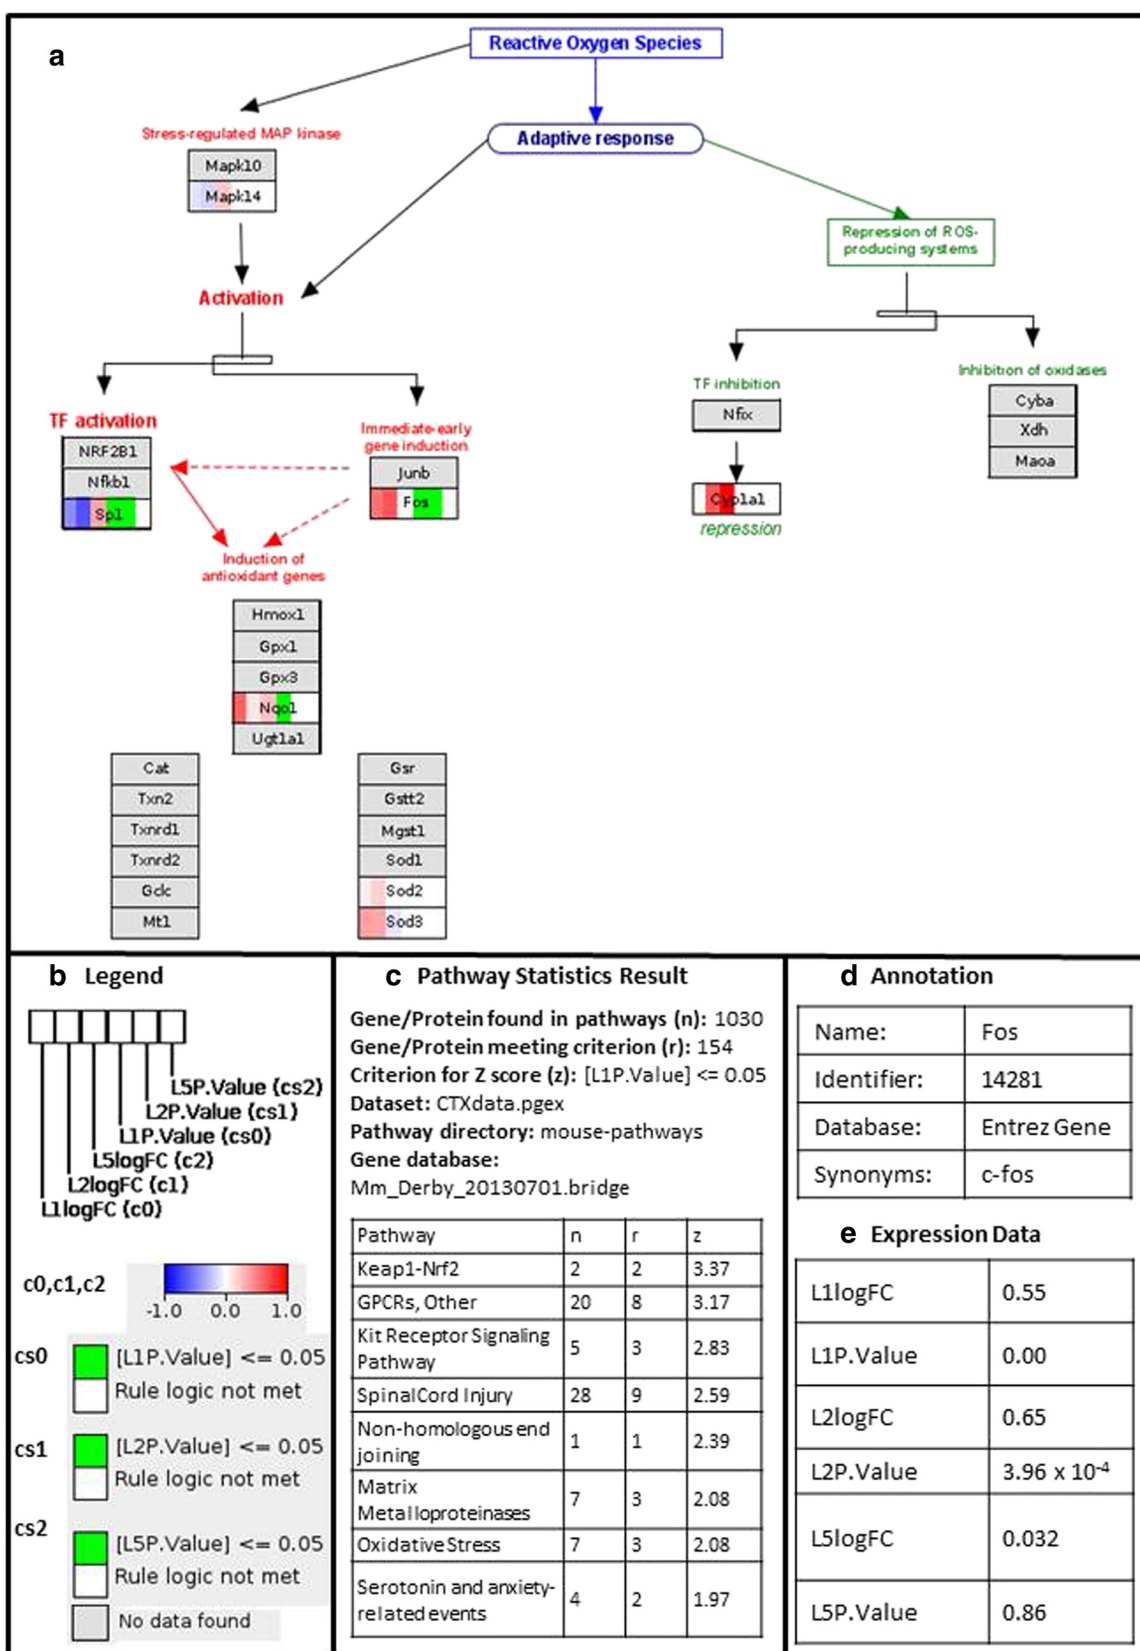 a
Reactive Oxygen Species
Stress-regulated MAP kinase
Adaptive response
Mapk10
Mapk14
Repression of ROS-
producing systems
Activation
TF activation
NRF2B1
Nfkb1
Sp1
Immediate-early
gene induction
Junb
Fos
TF inhibition
Nfix
Cyp1a1
repression
Inhibition of oxidases
Cyba
Xdh
Maoa
Induction of
antioxidant genes
Hmox1
Gpx1
Gpx3
Nqo1
Ugt1a1
Cat
Txn2
Txnrd1
Txnrd2
Gclc
Mt1
Gsr
Gstt2
Mgst1
Sod1
Sod2
Sod3
b Legend
L5P.Value (cs2)
L2P.Value (cs1)
L1P.Value (cs0)
L5logFC (c2)
L2logFC (c1)
L1logFC (c0)
c0,c1,c2
-1.0 0.0 1.0
cs0
[L1P.Value] <= 0.05
Rule logic not met
cs1
[L2P.Value] <= 0.05
Rule logic not met
cs2
[L5P.Value] <= 0.05
Rule logic not met
No data found
c Pathway Statistics Result
Gene/Protein found in pathways (n): 1030
Gene/Protein meeting criterion (r): 154
Criterion for Z score (z): [L1P.Value] <= 0.05
Dataset: CTXdata.pgex
Pathway directory: mouse-pathways
Gene database:
Mm_Derby_20130701.bridge
Pathway n r z
Keap1-Nrf2 2 2 3.37
GPCRs, Other 20 8 3.17
Kit Receptor Signaling
Pathway 5 3 2.83
SpinalCord Injury 28 9 2.59
Non-homologous end
joining 1 1 2.39
Matrix
Metalloproteinases 7 3 2.08
Oxidative Stress 7 3 2.08
Serotonin and anxiety-
related events 4 2 1.97
d Annotation
Name: Fos
Identifier: 14281
Database: Entrez Gene
Synonyms: c-fos
e Expression Data
L1logFC 0.55
L1P.Value 0.00
L2logFC 0.65
L2P.Value 3.96 x 10⁻⁴
L5logFC 0.032
L5P.Value 0.86